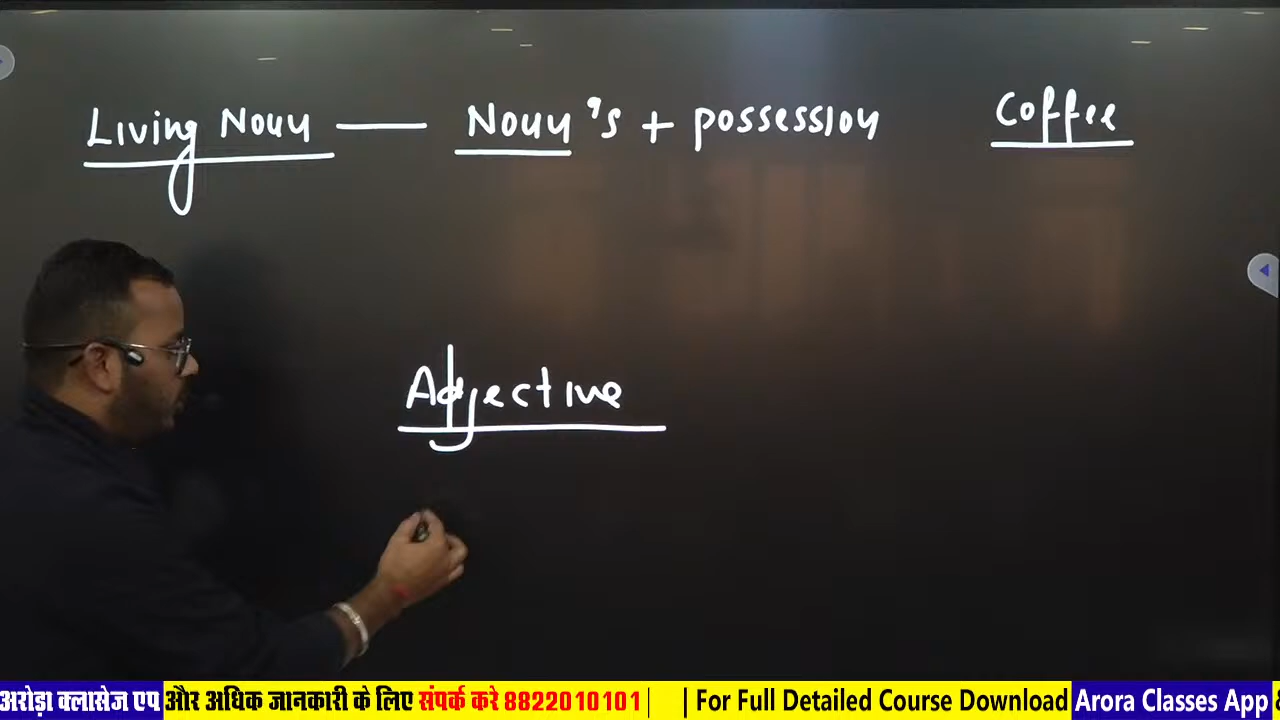 Living Noun — Noun's + possession Coffee
Adjective
अरोड़ा क्लासेज एप और अधिक जानकारी के लिए संपर्क करे 8822010101 | | For Full Detailed Course Download Arora Classes App